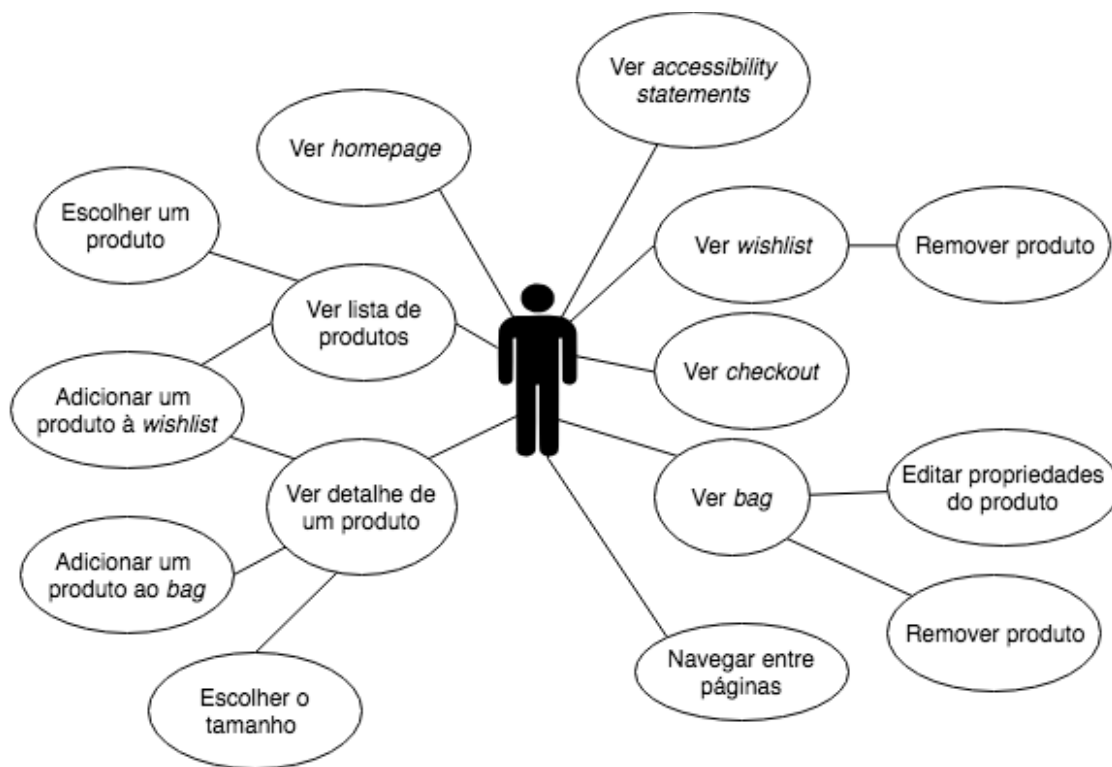 Ver accessibility
statements
Ver homepage
Escolher um
produto
Ver wishlist
Remover produto
Ver lista de
produtos
Ver checkout
Adicionar um
produto à wishlist
Ver detalhe de
um produto
Ver bag
Editar propriedades
do produto
Adicionar um
produto ao bag
Remover produto
Navegar entre
páginas
Escolher o
tamanho